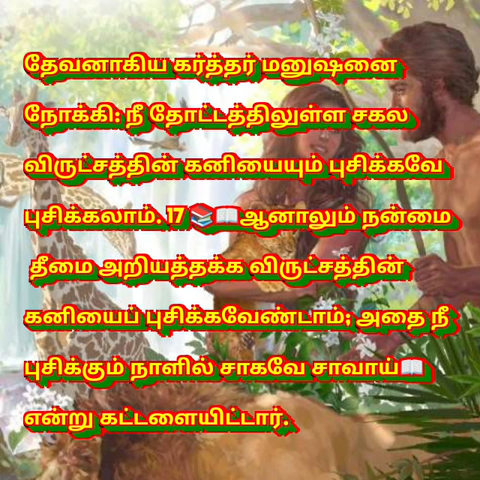 தேவனாகிய கர்த்தர் மனுஷனை
நோக்கி: நீ தோட்டத்திலுள்ள சகல
விருட்சத்தின் கனியையும் புசிக்கவே
புசிக்கலாம். 17📚📖ஆனாலும் நன்மை
தீமை அறியத்தக்க விருட்சத்தின்
கனியைப் புசிக்கவேண்டாம்; அதை நீ
புசிக்கும் நாளில் சாகவே சாவாய்📖
என்று கட்டளையிட்டார்.